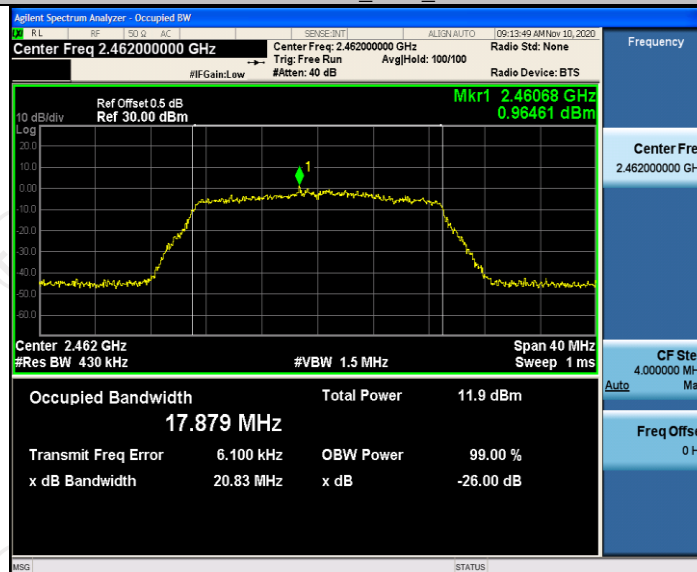 Agilent Spectrum Analyzer - Occupied BW
RL RF 50 Ω AC SENSE:INT ALIGN AUTO 09:13:49 AM Nov 10, 2020
Center Freq 2.462000000 GHz
Center Freq: 2.462000000 GHz
Radio Std: None
Trig: Free Run Avg|Hold: 100/100
#IFGain:Low #Atten: 40 dB Radio Device: BTS
Frequency
Ref Offset 0.5 dB
10 dB/div Ref 30.00 dBm
Mkr1 2.46068 GHz
0.96461 dBm
Log
20.0
10.0
0.00
-10.0
-20.0
-30.0
-40.0
-50.0
-60.0
1
Center 2.462 GHz Span 40 MHz
#Res BW 430 kHz #VBW 1.5 MHz Sweep 1 ms
Occupied Bandwidth Total Power 11.9 dBm
17.879 MHz
Transmit Freq Error 6.100 kHz OBW Power 99.00 %
x dB Bandwidth 20.83 MHz x dB -26.00 dB
Center Fre
2.462000000 GH
CF Ste
4.000000 MH
Auto Ma
Freq Offse
0 H
MSG STATUS